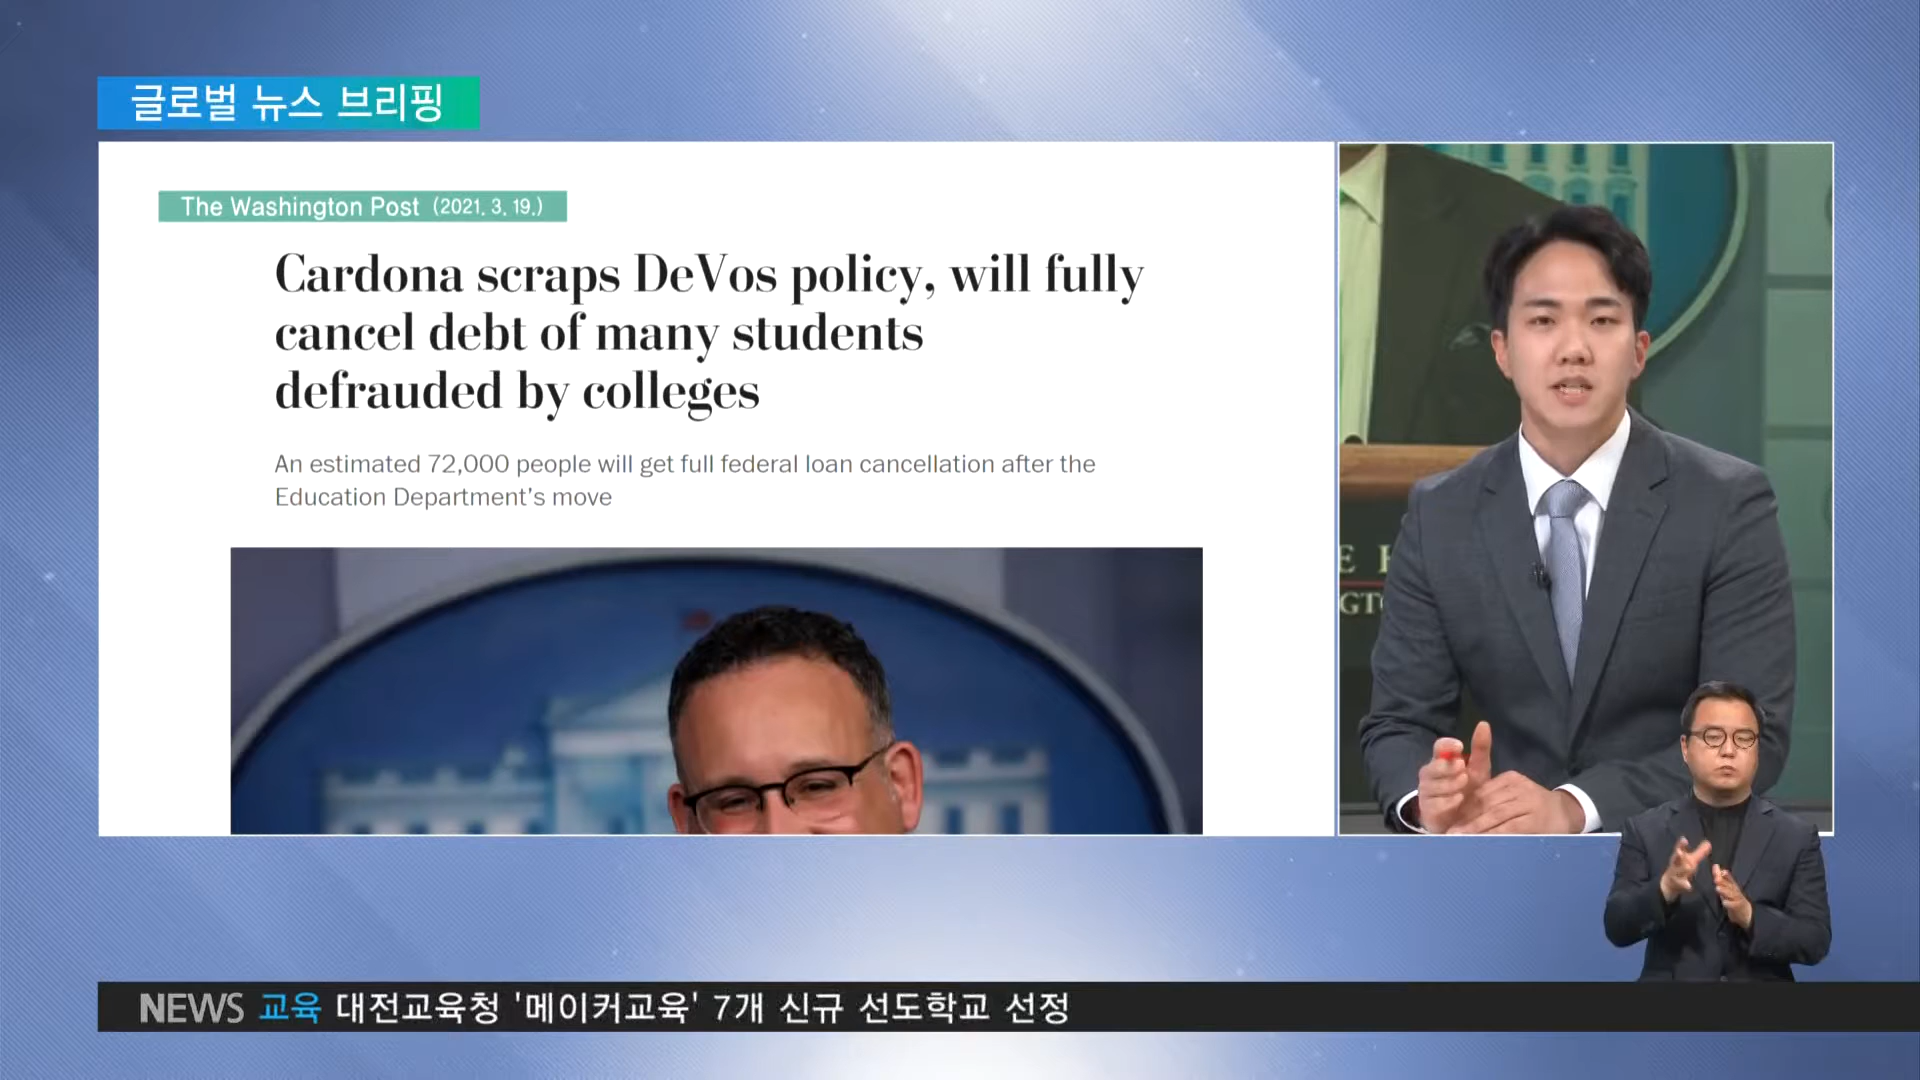 글로벌 뉴스 브리핑
The Washington Post (2021. 3. 19.)
Cardona scraps DeVos policy, will fully
cancel debt of many students
defrauded by colleges
An estimated 72,000 people will get full federal loan cancellation after the
Education Department's move
NEWS 교육 대전교육청 '메이커교육' 7개 신규 선도학교 선정